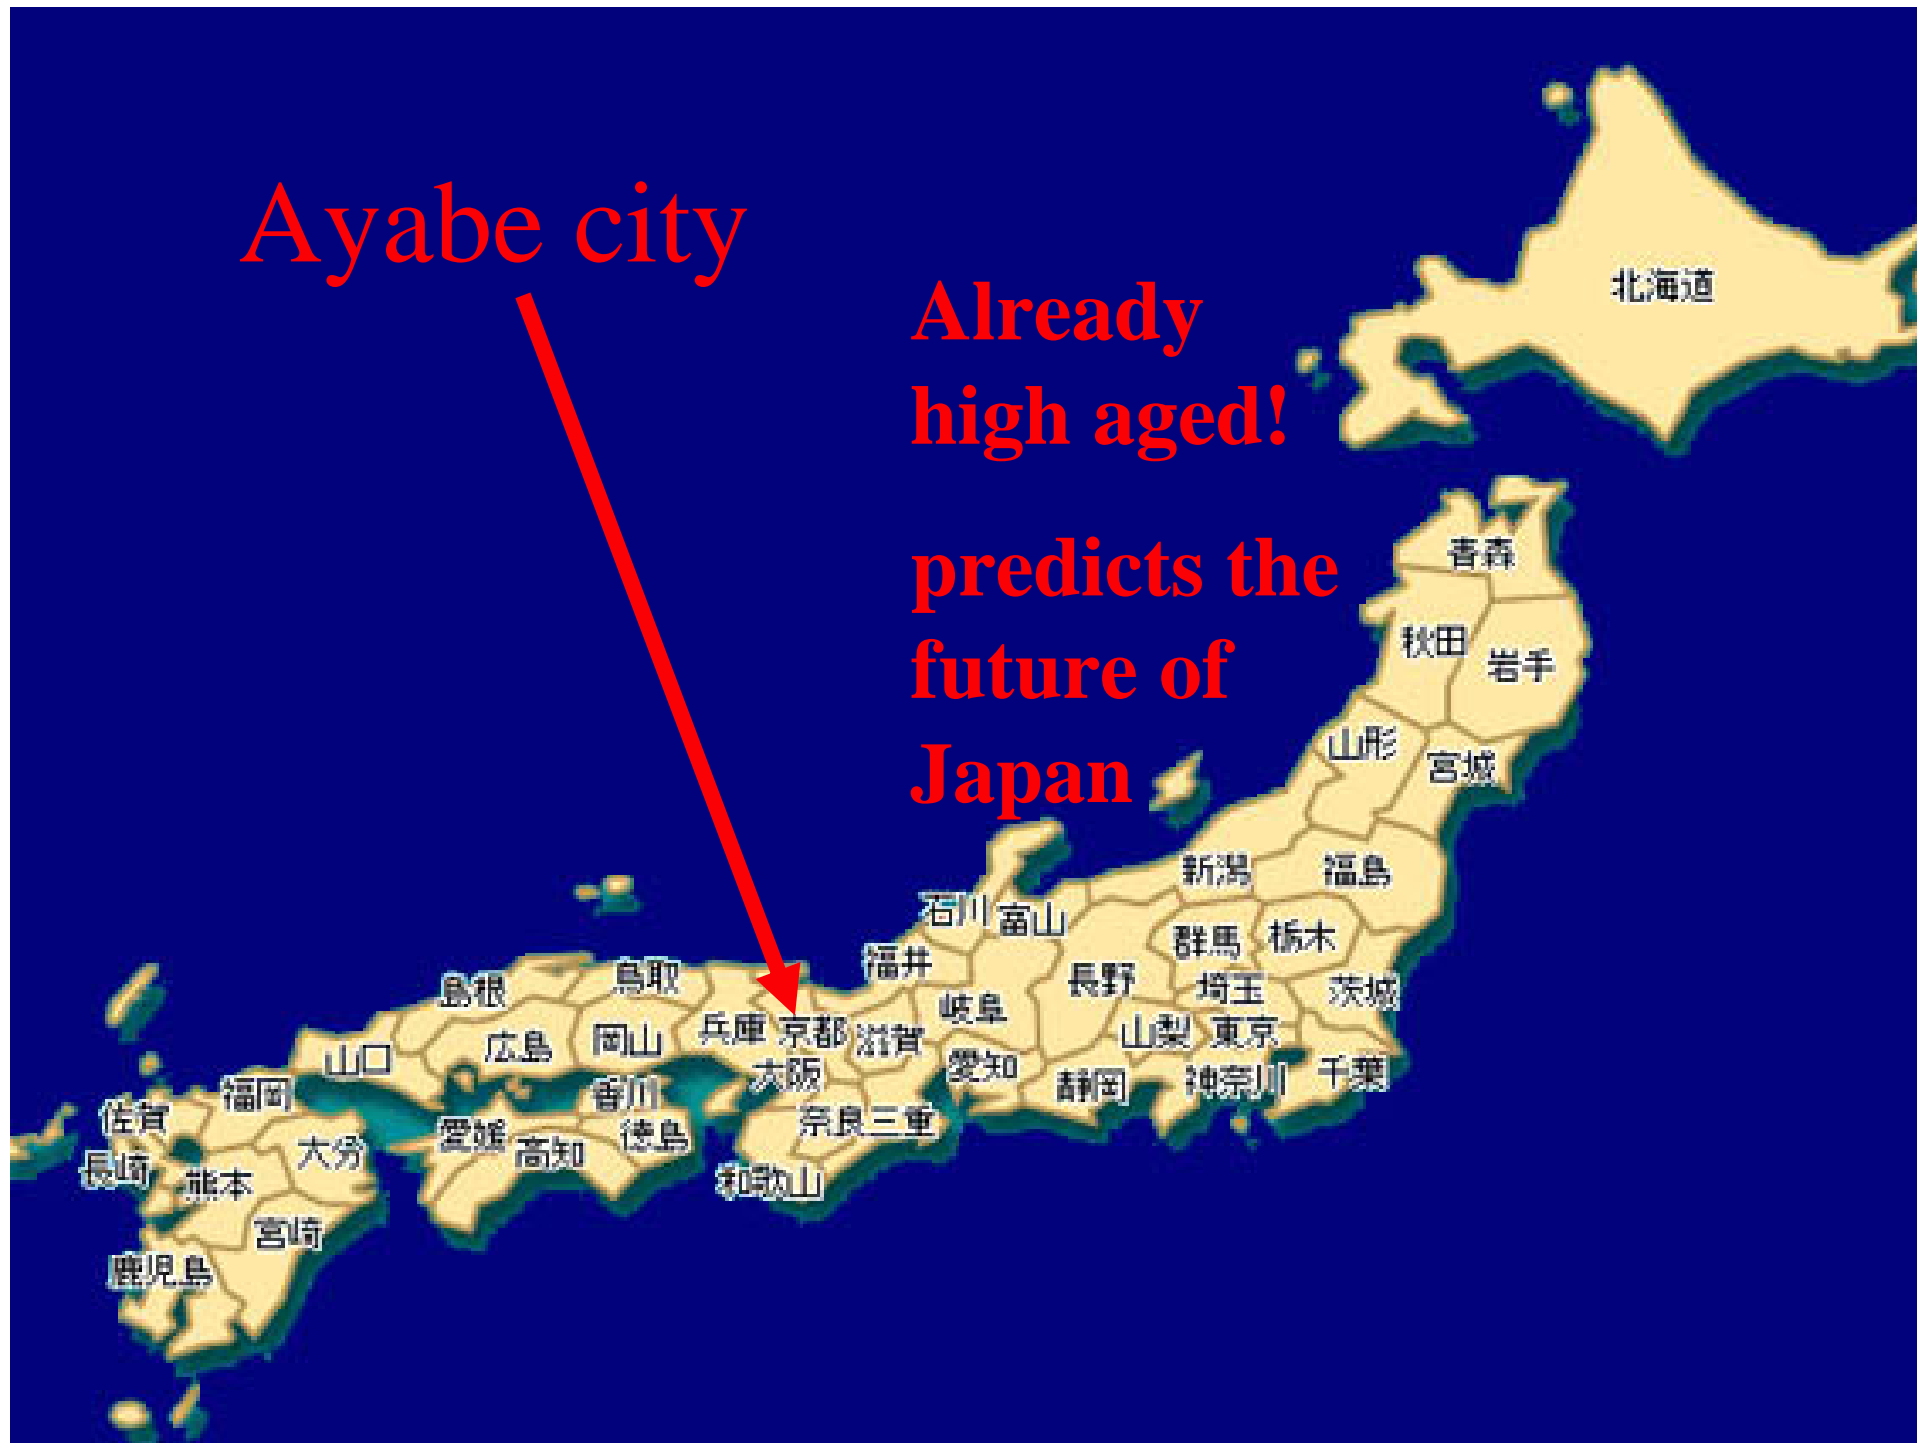 Ayabe city
Already
high aged!
predicts the
future of
Japan
北海道
青森
秋田
岩手
山形
宮城
新潟
福島
石川
富山
群馬
栃木
福井
長野
埼玉
茨城
島根
鳥取
岐阜
兵庫
京都
滋賀
山梨
東京
広島
岡山
山口
大阪
愛知
静岡
神奈川
千葉
福岡
香川
佐賀
愛媛
高知
徳島
奈良
三重
大分
長崎
熊本
和歌山
宮崎
鹿児島